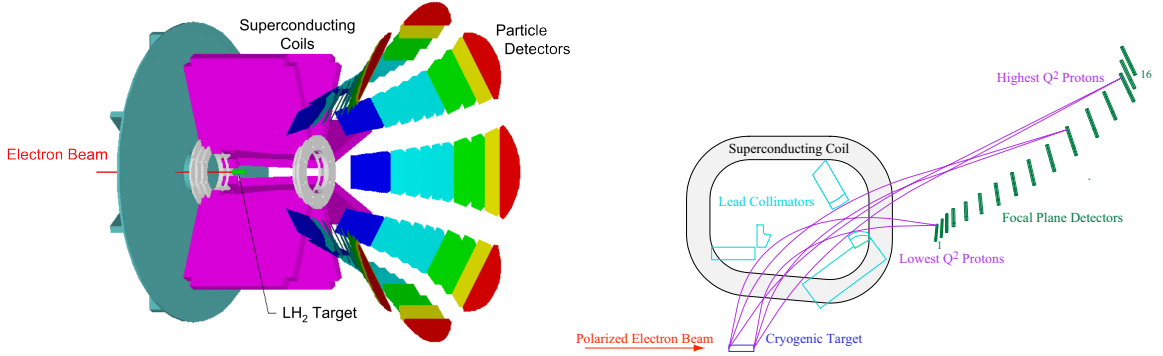 Superconducting
Coils
Particle
Detectors
Electron Beam
LH2 Target
Highest Q2 Protons
16
Superconducting Coil
Lead Collimators
Focal Plane Detectors
1
Lowest Q2 Protons
Polarized Electron Beam
Cryogenic Target